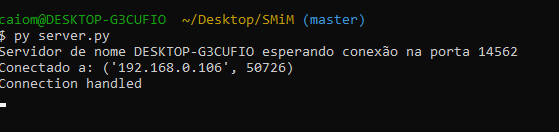 caiom@DESKTOP-G3CUFIO ~/Desktop/SMiM (master)
$ py server.py
Servidor de nome DESKTOP-G3CUFIO esperando conexão na porta 14562
Conectado a: ('192.168.0.106', 50726)
Connection handled